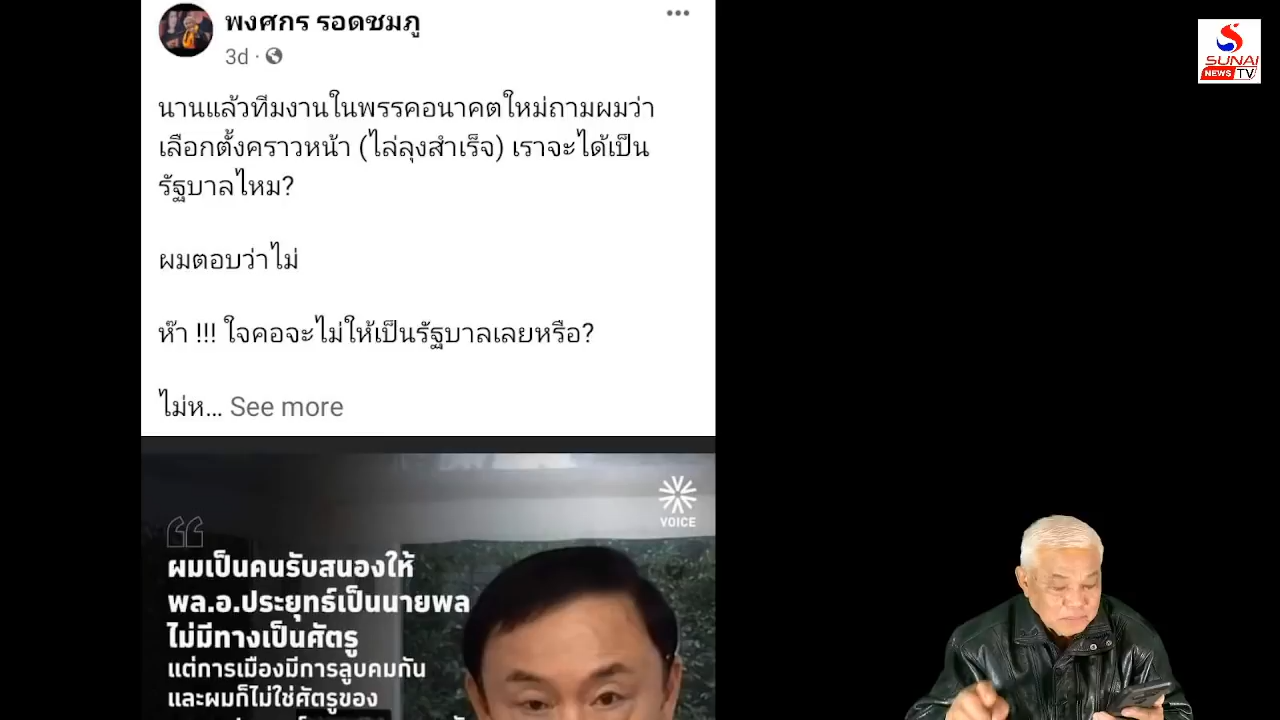 พงศกร รอดชมภู
3d
SUNAI
NEWS TV
นานแล้วทีมงานในพรรคอนาคตใหม่ถามผมว่า
เลือกตั้งคราวหน้า (ไล่ลุงสำเร็จ) เราจะได้เป็น
รัฐบาลไหม?
ผมตอบว่าไม่
ห๊า !!! ใจคอจะไม่ให้เป็นรัฐบาลเลยหรือ?
ไม่ห... See more
VOICE
ผมเป็นคนรับสนองให้
พล.อ.ประยุทธ์เป็นนายพล
ไม่มีทางเป็นศัตรู
แต่การเมืองมีการลูบคมกัน
และผมก็ไม่ใช่ศัตรูของ